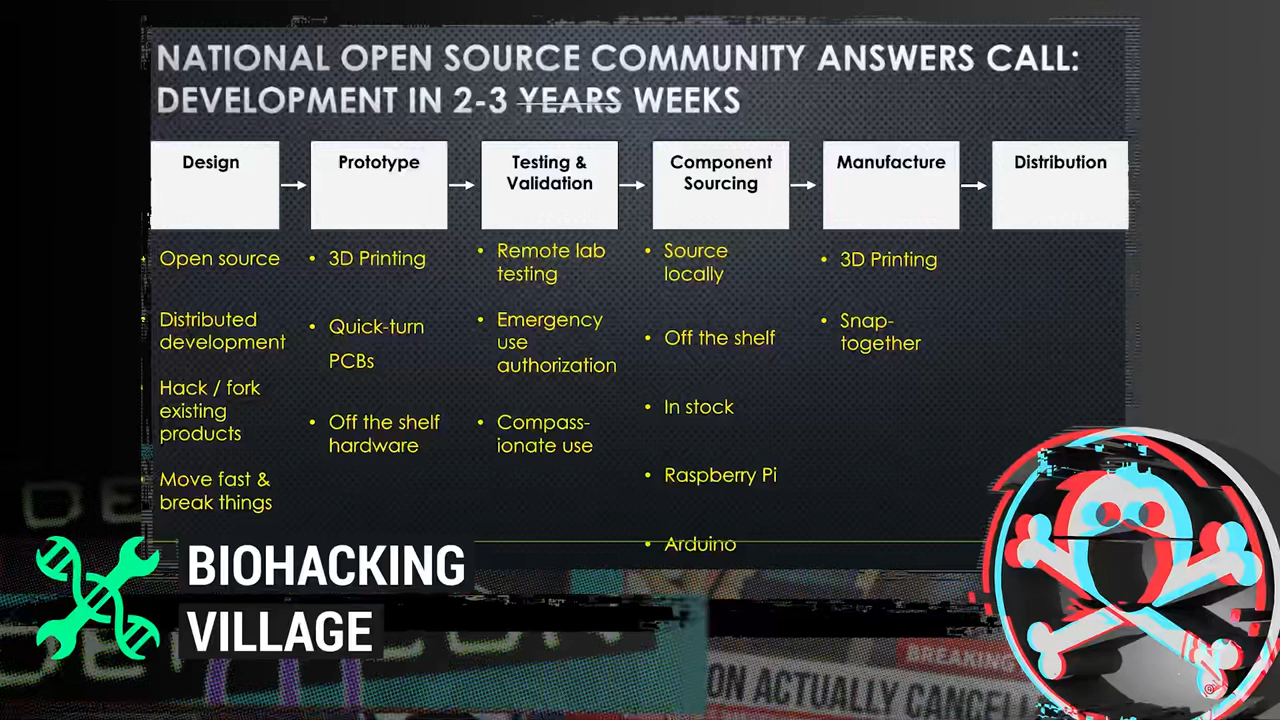 NATIONAL OPEN SOURCE COMMUNITY ANSWERS CALL:
DEVELOPMENT IN 2-3 YEARS WEEKS
Design
Prototype
Testing &
Validation
Component
Sourcing
Manufacture
Distribution
• Open source
• Distributed
development
• Hack / fork
existing
products
• Move fast &
break things
• 3D Printing
• Quick-turn
PCBs
• Off the shelf
hardware
• Remote lab
testing
• Emergency
use
authorization
• Compass-
ionate use
• Source
locally
• Off the shelf
• In stock
• Raspberry Pi
• Arduino
• 3D Printing
• Snap-
together
BIOHACKING
VILLAGE
BREAKING
ON ACTUALLY CANCELL